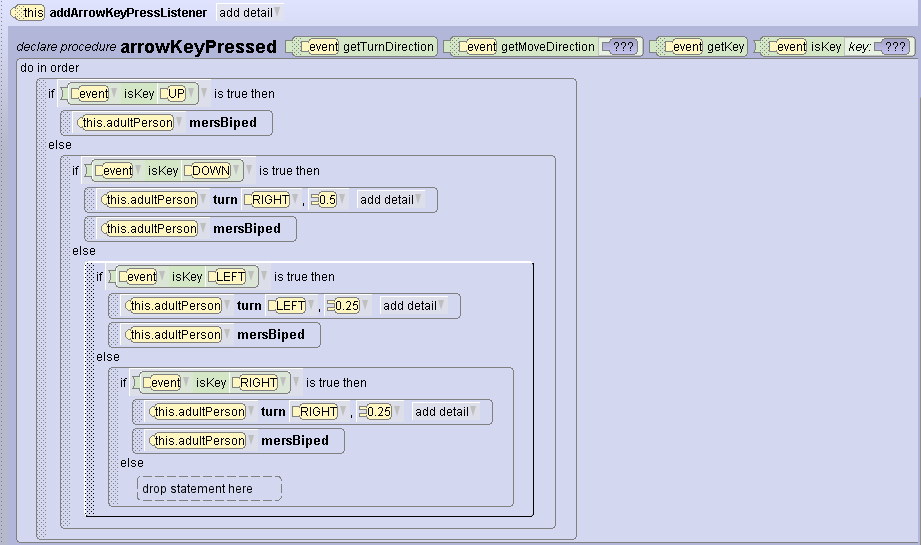 this addArrowKeyPressListener add detail
declare procedure arrowKeyPressed event getTurnDirection event getMoveDirection ??? event getKey event isKey key: ???
do in order
if event isKey UP is true then
this.adultPerson mersBiped
else
if event isKey DOWN is true then
this.adultPerson turn RIGHT , 0.5 add detail
this.adultPerson mersBiped
else
if event isKey LEFT is true then
this.adultPerson turn LEFT , 0.25 add detail
this.adultPerson mersBiped
else
if event isKey RIGHT is true then
this.adultPerson turn RIGHT , 0.25 add detail
this.adultPerson mersBiped
else
drop statement here